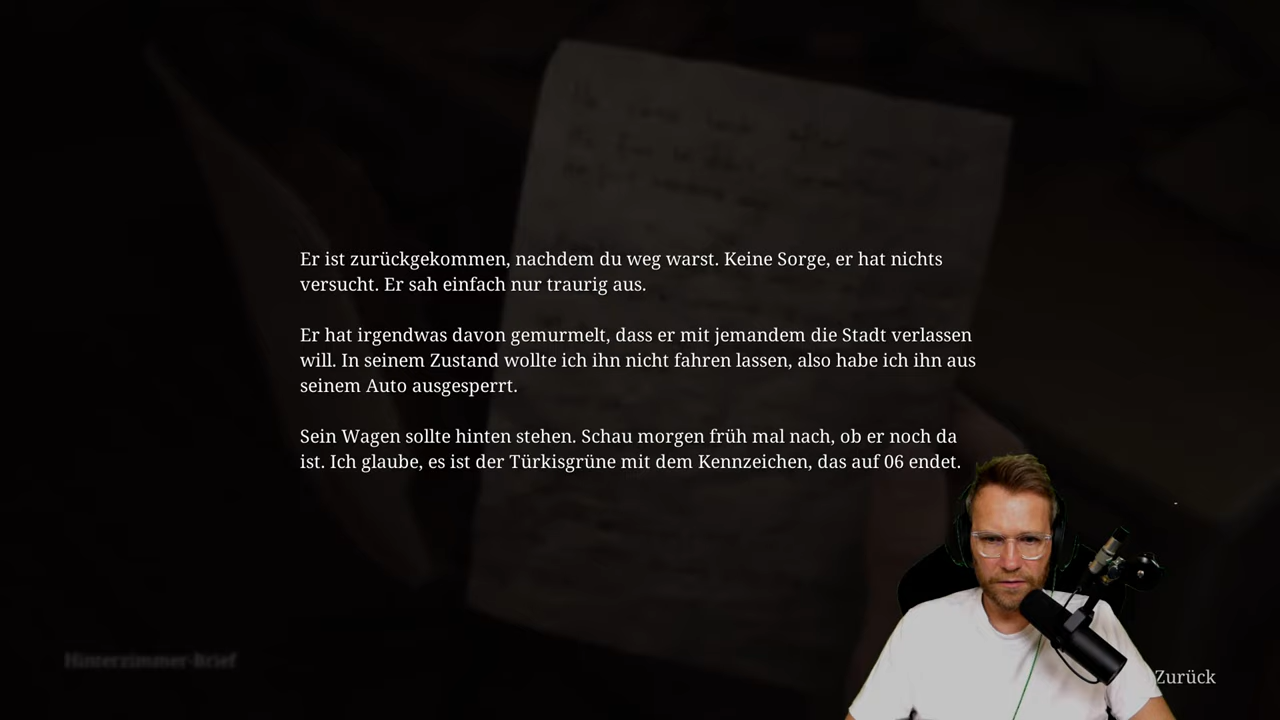 Er ist zurückgekommen, nachdem du weg warst. Keine Sorge, er hat nichts
versucht. Er sah einfach nur traurig aus.
Er hat irgendwas davon gemurmelt, dass er mit jemandem die Stadt verlassen
will. In seinem Zustand wollte ich ihn nicht fahren lassen, also habe ich ihn aus
seinem Auto ausgesperrt.
Sein Wagen sollte hinten stehen. Schau morgen früh mal nach, ob er noch da
ist. Ich glaube, es ist der Türkisgrüne mit dem Kennzeichen, das auf 06 endet.
Hinterzimmer-Brief
Zurück